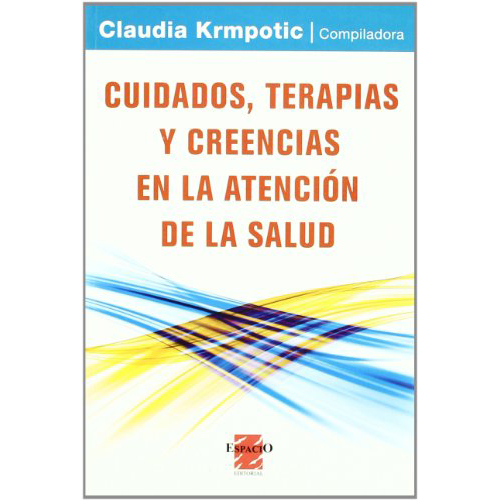 Claudia Krmpotic | Compiladora
CUIDADOS, TERAPIAS
Y CREENCIAS
EN LA ATENCIÓN
DE LA SALUD
ESPACIO
EDITORIAL